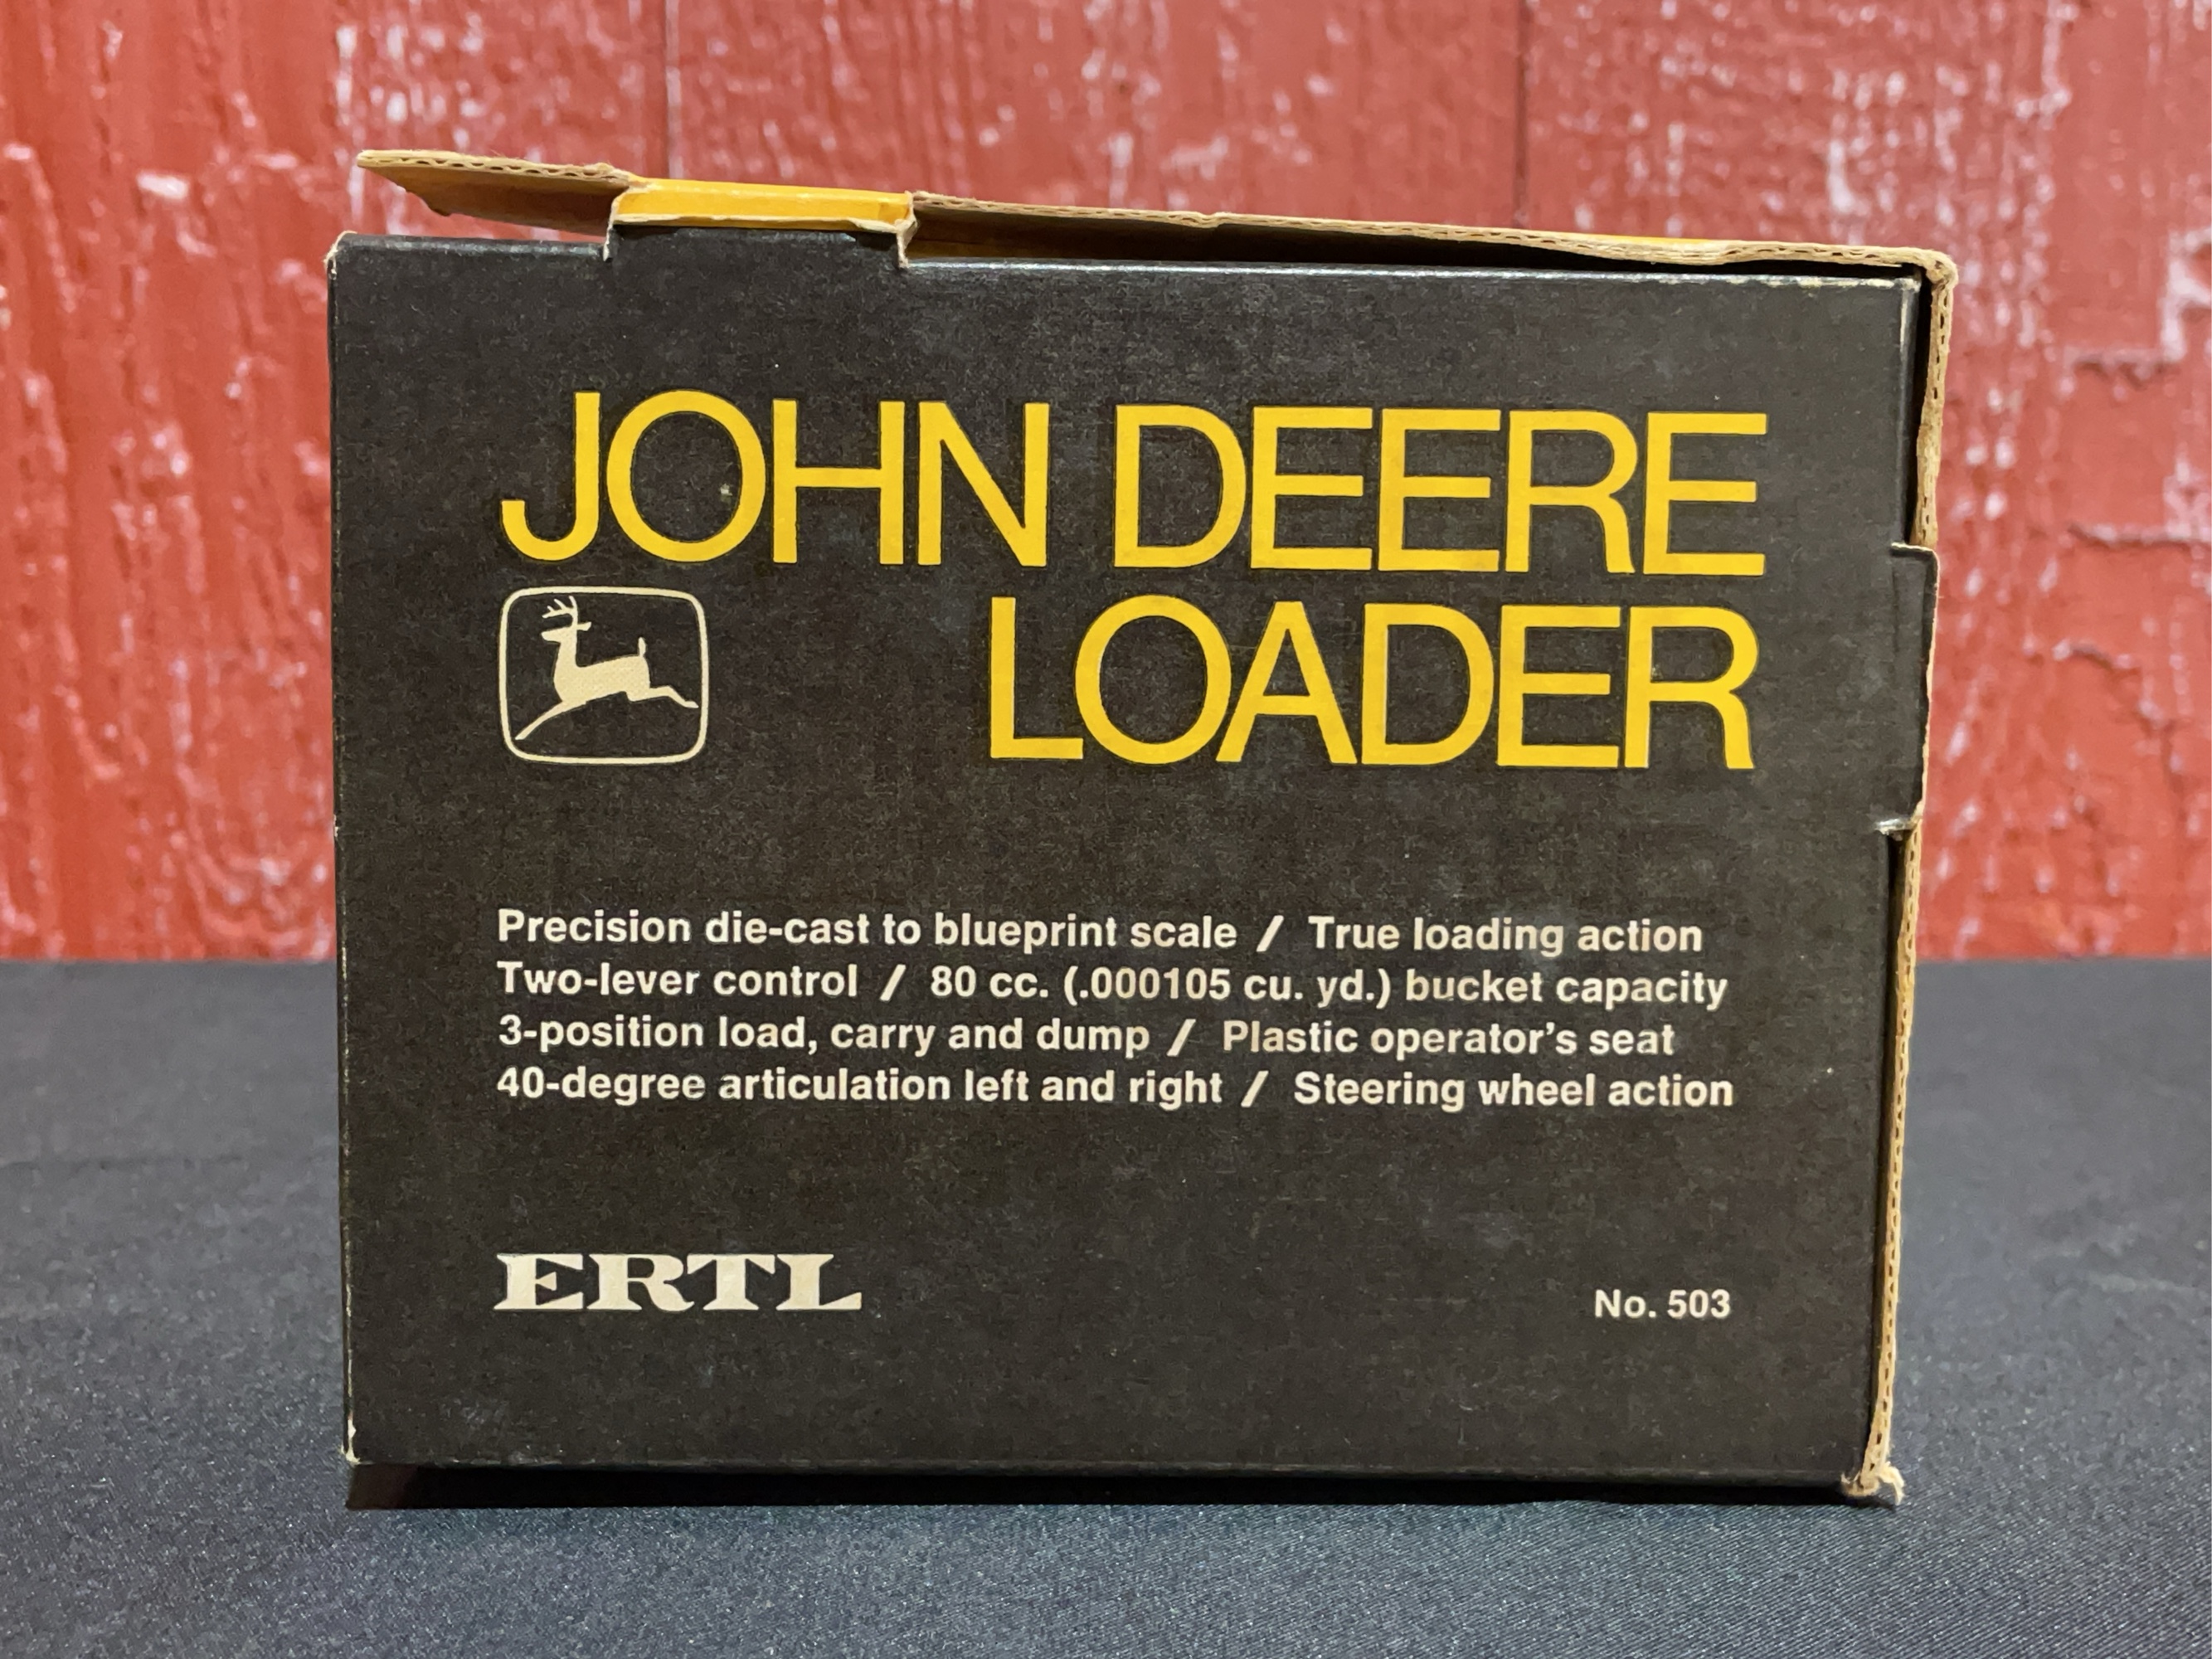 JOHN DEERE
LOADER
Precision die-cast to blueprint scale / True loading action
Two-lever control / 80 cc. (.000105 cu. yd.) bucket capacity
3-position load, carry and dump / Plastic operator's seat
40-degree articulation left and right / Steering wheel action
ERTL
No. 503